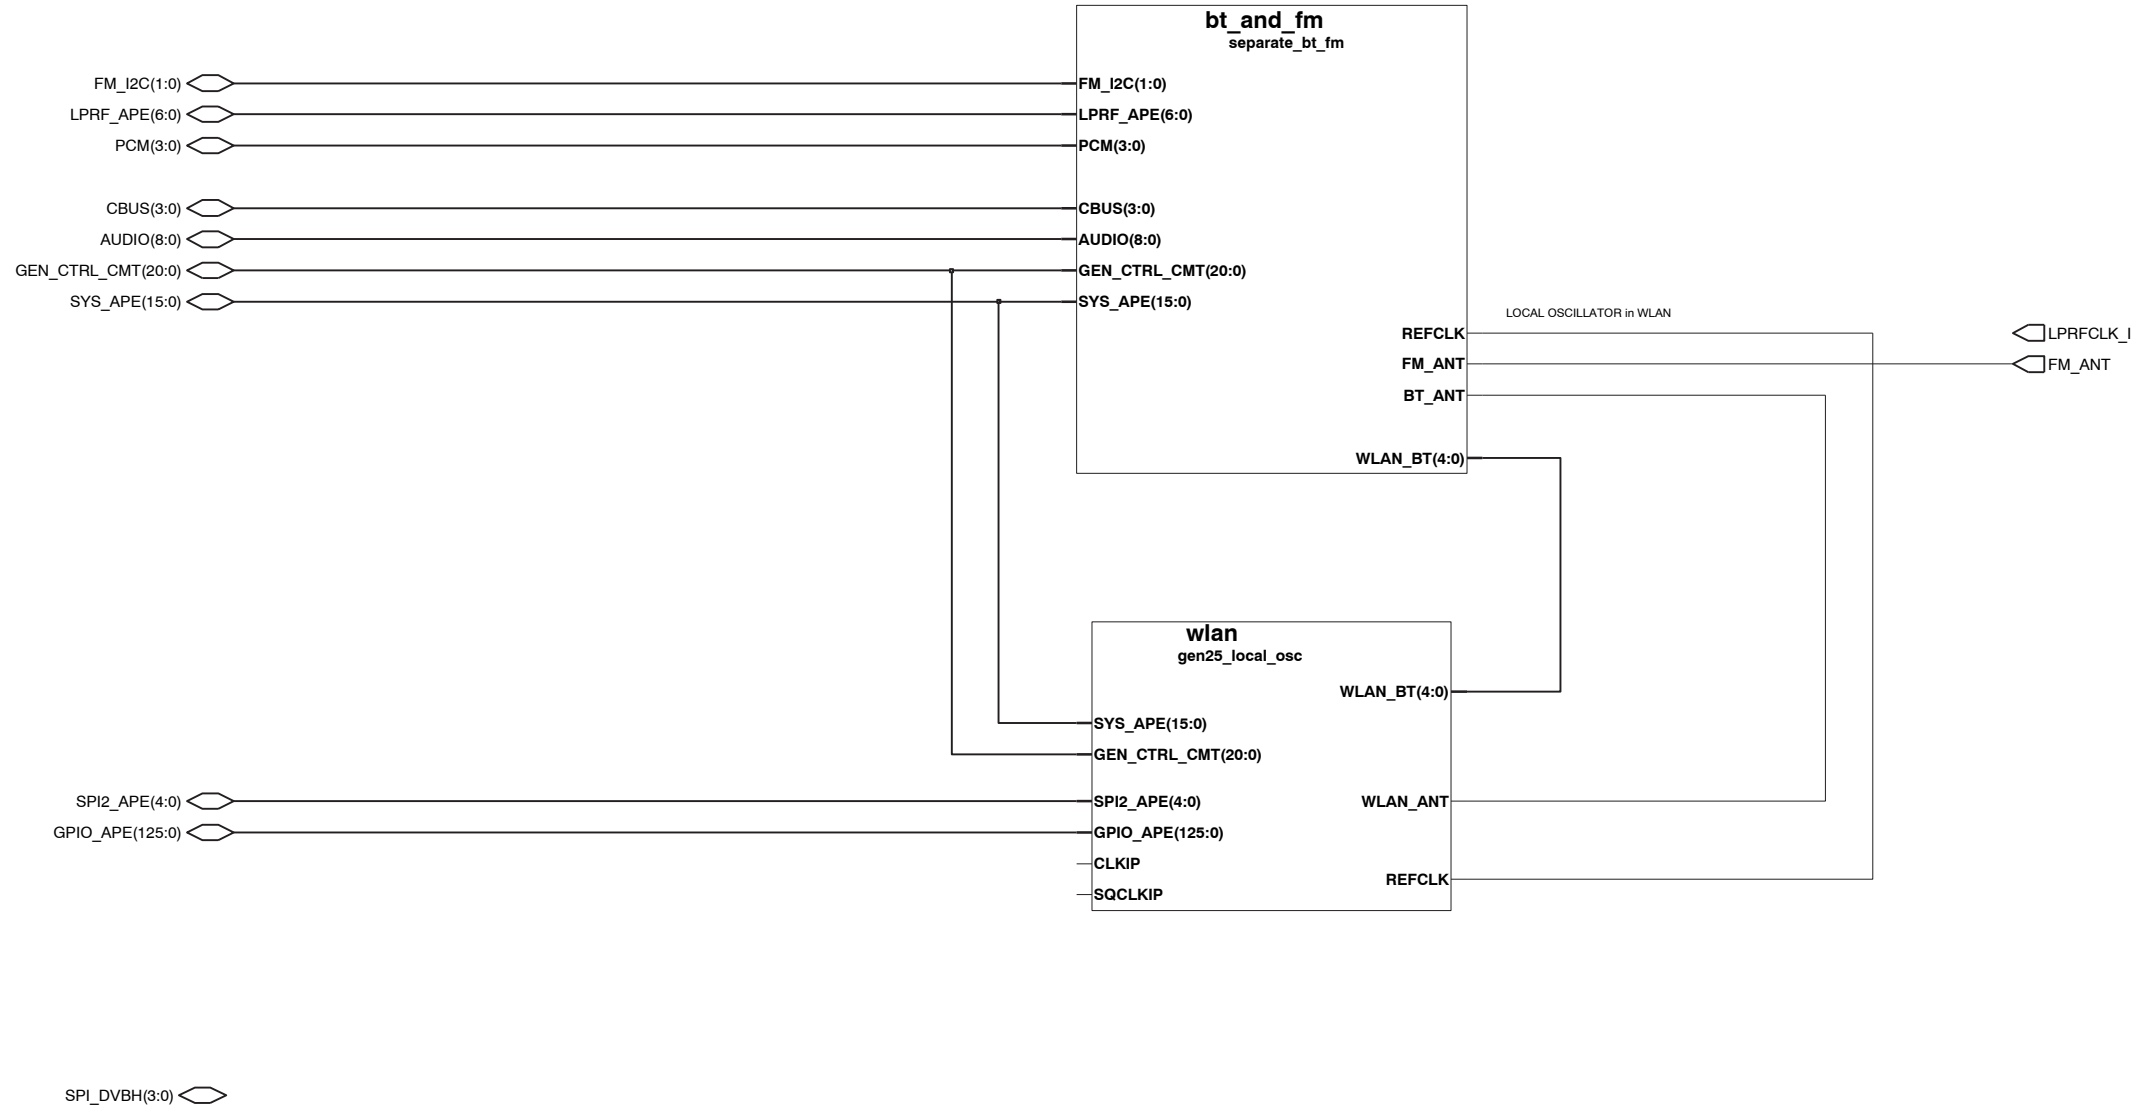 bt_and_fm
separate_bt_fm
FM_I2C(1:0)
FM_I2C(1:0)
LPRF_APE(6:0)
LPRF_APE(6:0)
PCM(3:0)
PCM(3:0)
CBUS(3:0)
CBUS(3:0)
AUDIO(8:0)
AUDIO(8:0)
GEN_CTRL_CMT(20:0)
GEN_CTRL_CMT(20:0)
SYS_APE(15:0)
SYS_APE(15:0)
LOCAL OSCILLATOR in WLAN
REFCLK
LPRFCLK_I
FM_ANT
FM_ANT
BT_ANT
WLAN_BT(4:0)
wlan
gen25_local_osc
WLAN_BT(4:0)
SYS_APE(15:0)
GEN_CTRL_CMT(20:0)
SPI2_APE(4:0)
SPI2_APE(4:0)
WLAN_ANT
GPIO_APE(125:0)
GPIO_APE(125:0)
CLKIP
REFCLK
SQCLKIP
SPI_DVBH(3:0)